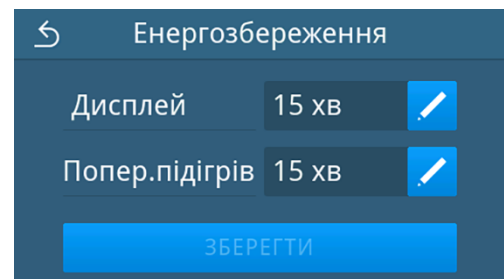 Енергозбереження
Дисплей 15 хв
Попер.підігрів 15 хв
ЗБЕРЕГТИ